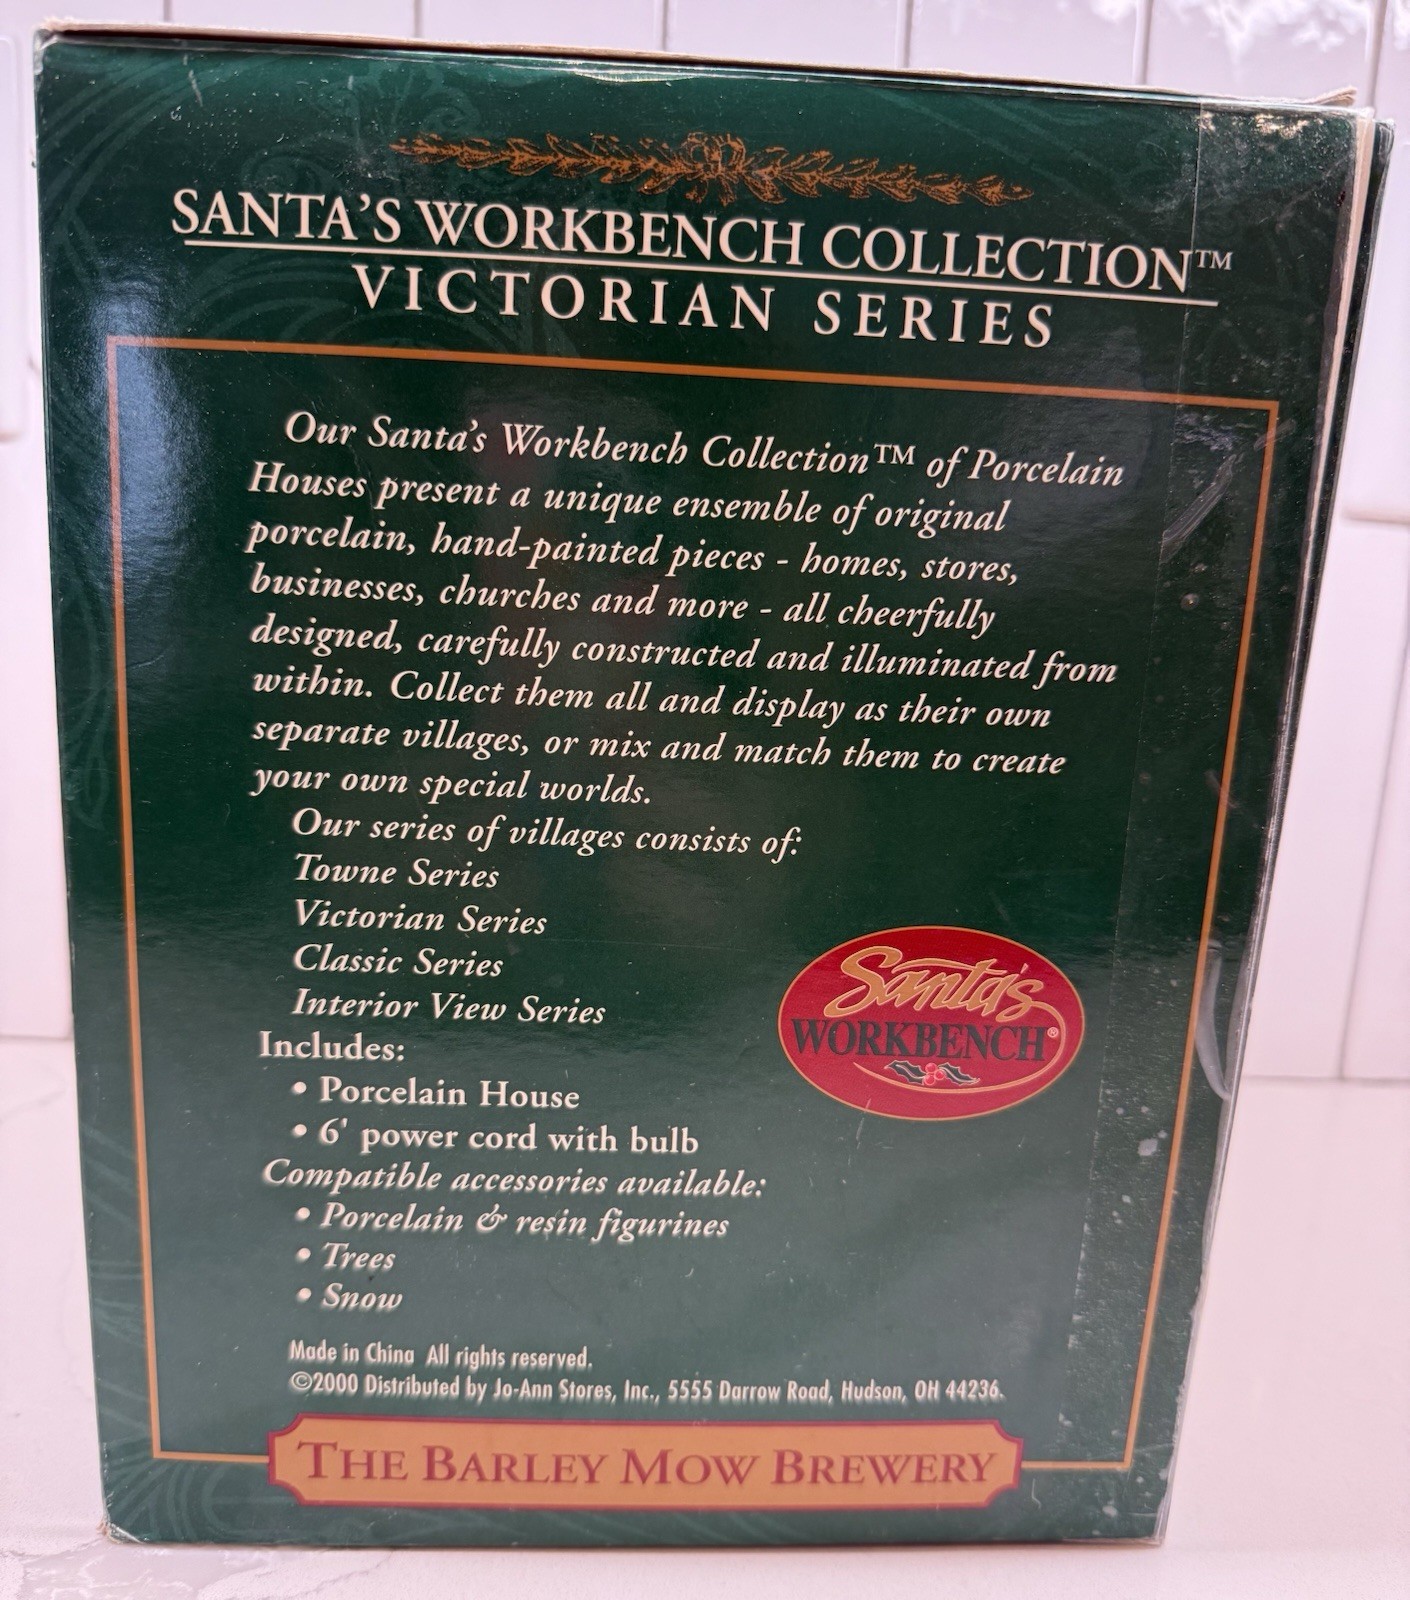 SANTA'S WORKBENCH COLLECTION™
VICTORIAN SERIES
Our Santa's Workbench Collection™ of Porcelain
Houses present a unique ensemble of original
porcelain, hand-painted pieces - homes, stores,
businesses, churches and more - all cheerfully
designed, carefully constructed and illuminated from
within. Collect them all and display as their own
separate villages, or mix and match them to create
your own special worlds.
Our series of villages consists of:
Towne Series
Victorian Series
Classic Series
Interior View Series
Santa's
WORKBENCH®
Includes:
• Porcelain House
• 6' power cord with bulb
Compatible accessories available:
• Porcelain & resin figurines
• Trees
• Snow
Made in China All rights reserved.
©2000 Distributed by Jo-Ann Stores, Inc., 5555 Darrow Road, Hudson, OH 44236.
THE BARLEY MOW BREWERY